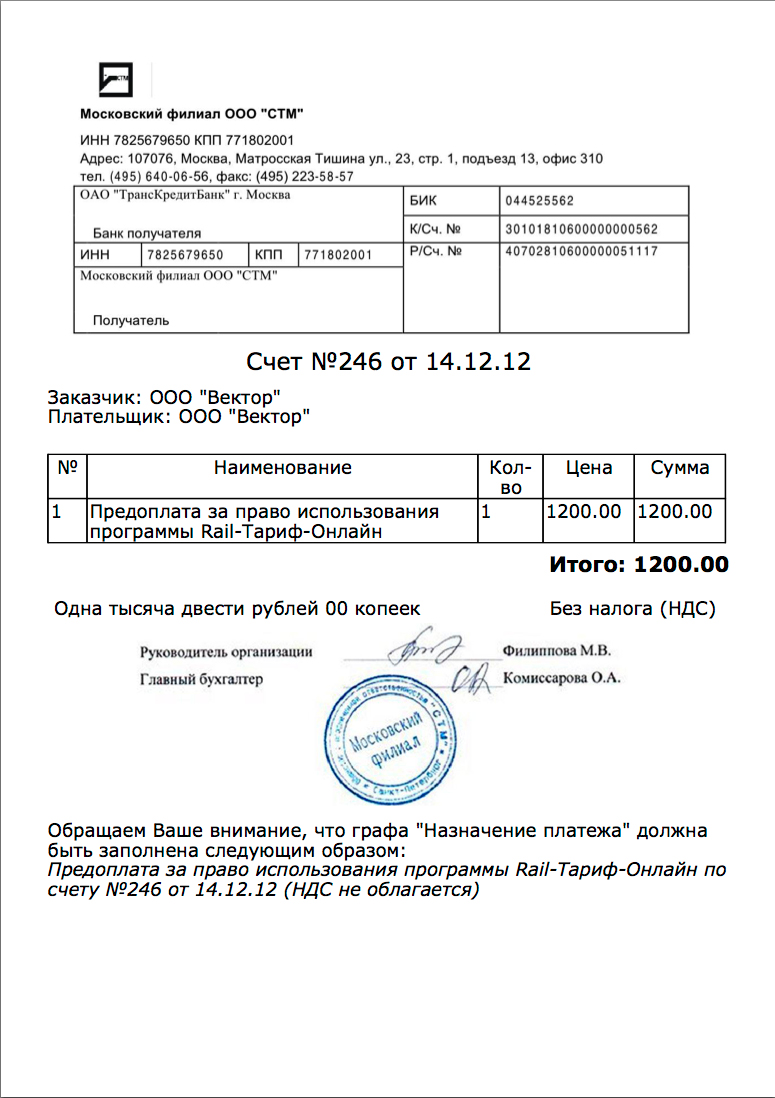 СТМ
Московский филиал ООО "СТМ"
ИНН 7825679650 КПП 771802001
Адрес: 107076, Москва, Матросская Тишина ул., 23, стр. 1, подъезд 13, офис 310
тел. (495) 640-06-56, факс: (495) 223-58-57
ОАО "ТрансКредитБанк" г. Москва
БИК 044525562
Банк получателя
К/Сч. № 30101810600000000562
ИНН 7825679650 КПП 771802001
Р/Сч. № 40702810600000051117
Московский филиал ООО "СТМ"
Получатель
Счет №246 от 14.12.12
Заказчик: ООО "Вектор"
Плательщик: ООО "Вектор"
№ Наименование Кол- Цена Сумма
во
1 Предоплата за право использования 1 1200.00 1200.00
программы Rail-Тариф-Онлайн
Итого: 1200.00
Одна тысяча двести рублей 00 копеек Без налога (НДС)
Руководитель организации Филиппова М.В.
Главный бухгалтер Комиссарова О.А.
ответственностью "СТМ"
Московский
филиал
Санкт-Петербург
Обращаем Ваше внимание, что графа "Назначение платежа" должна
быть заполнена следующим образом:
Предоплата за право использования программы Rail-Тариф-Онлайн по
счету №246 от 14.12.12 (НДС не облагается)